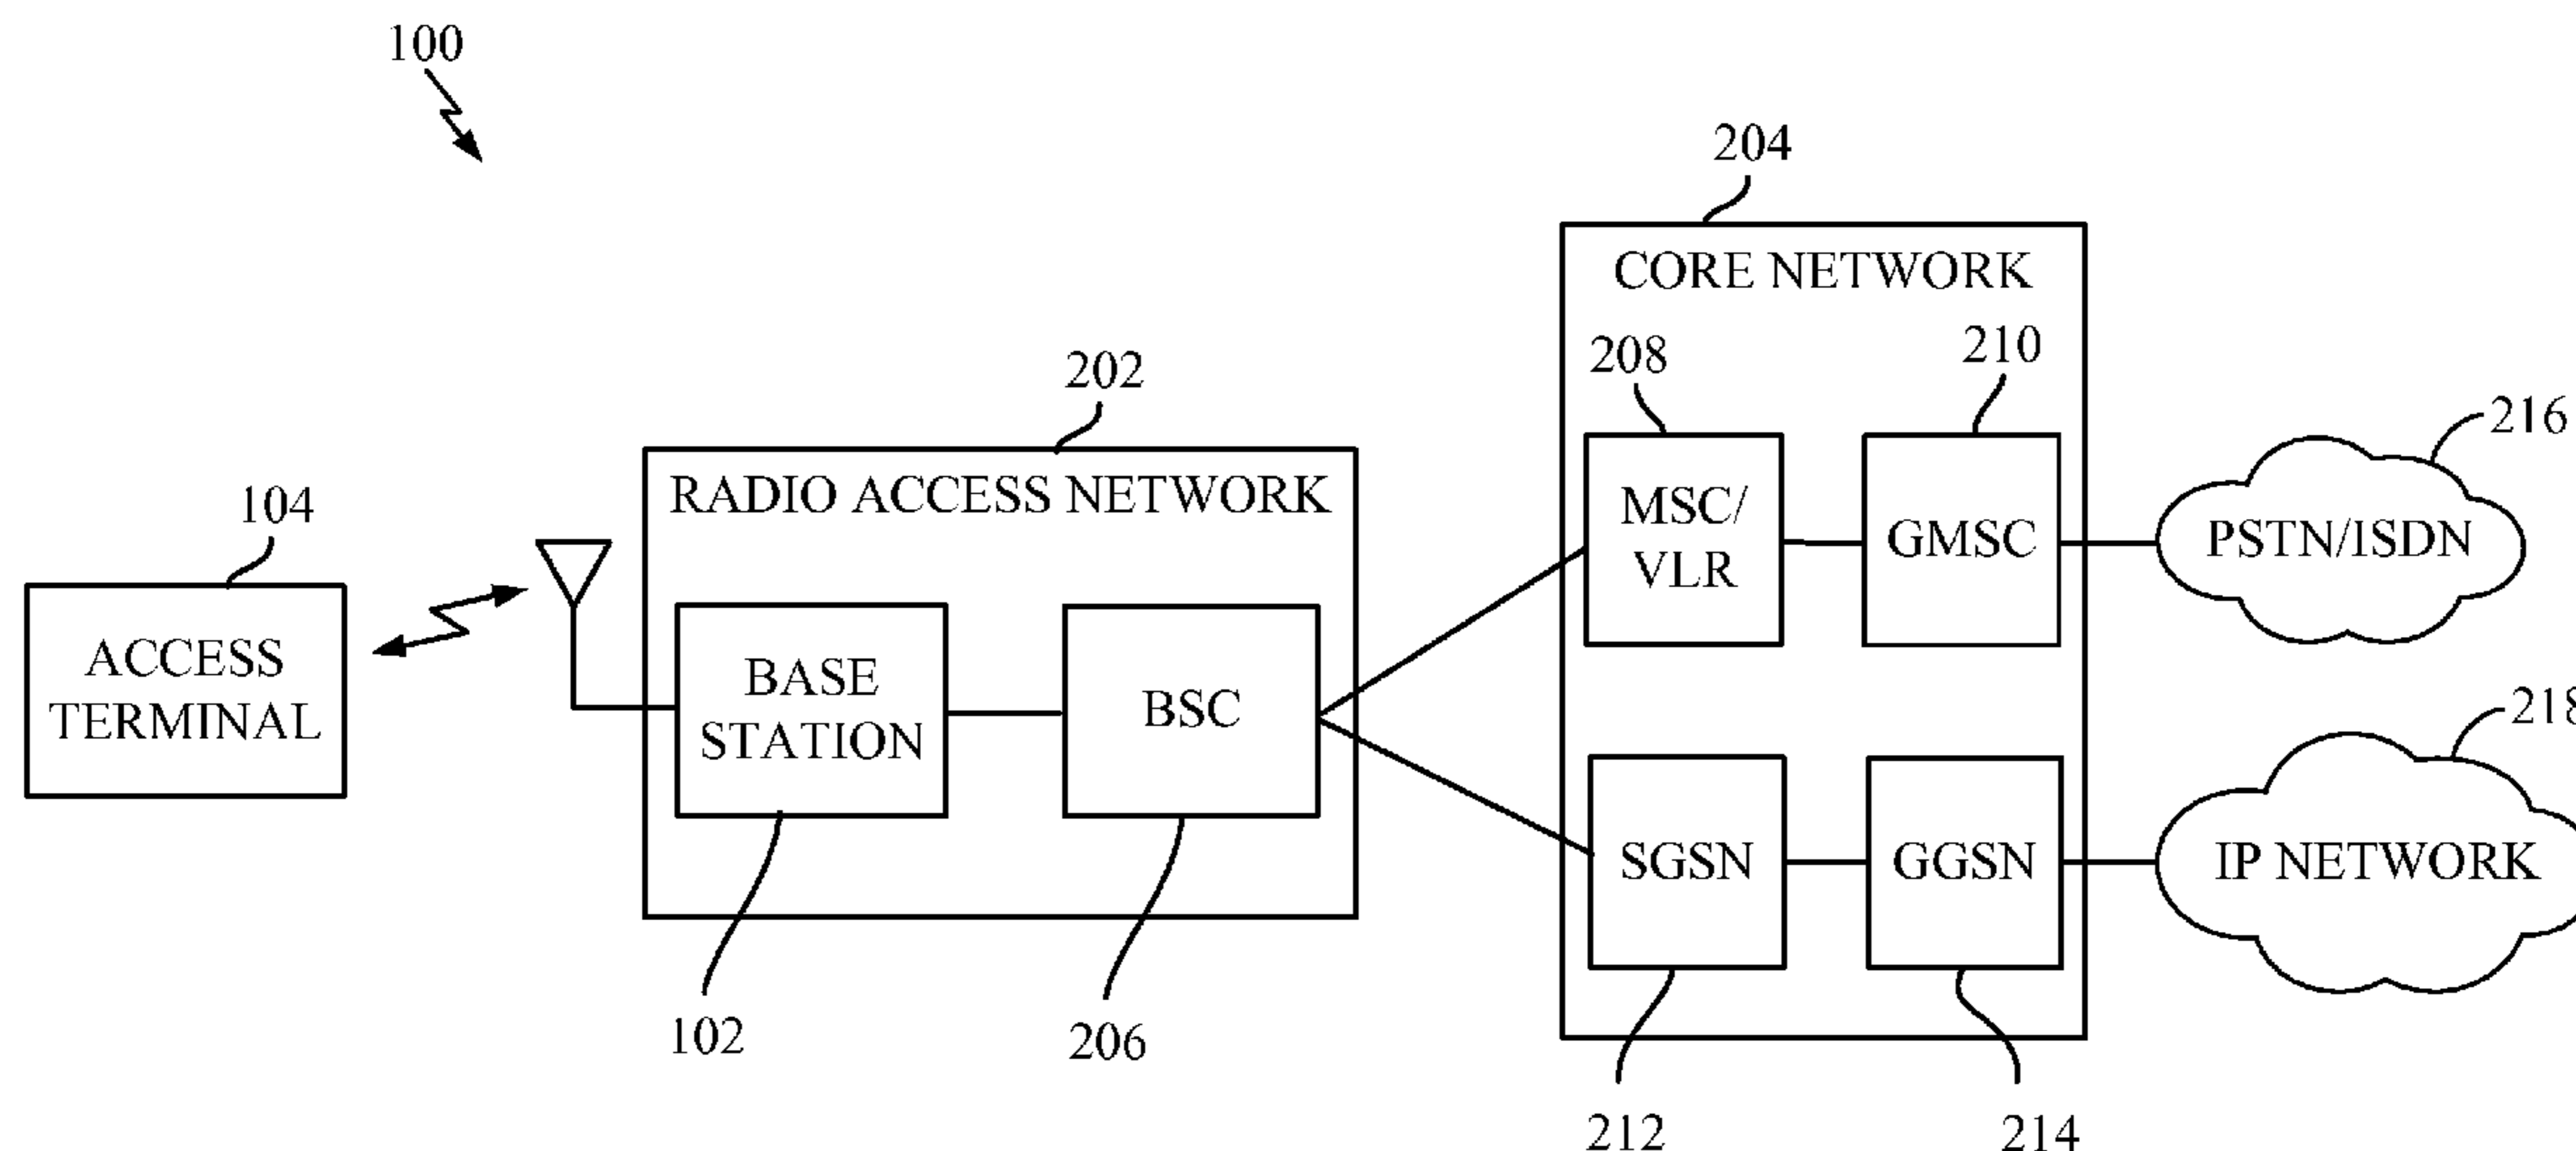 100
204
CORE NETWORK
208
210
202
216
RADIO ACCESS NETWORK
MSC/
VLR
GMSC
PSTN/ISDN
104
ACCESS
TERMINAL
BASE
STATION
BSC
218
SGSN
GGSN
IP NETWORK
102
206
212
214